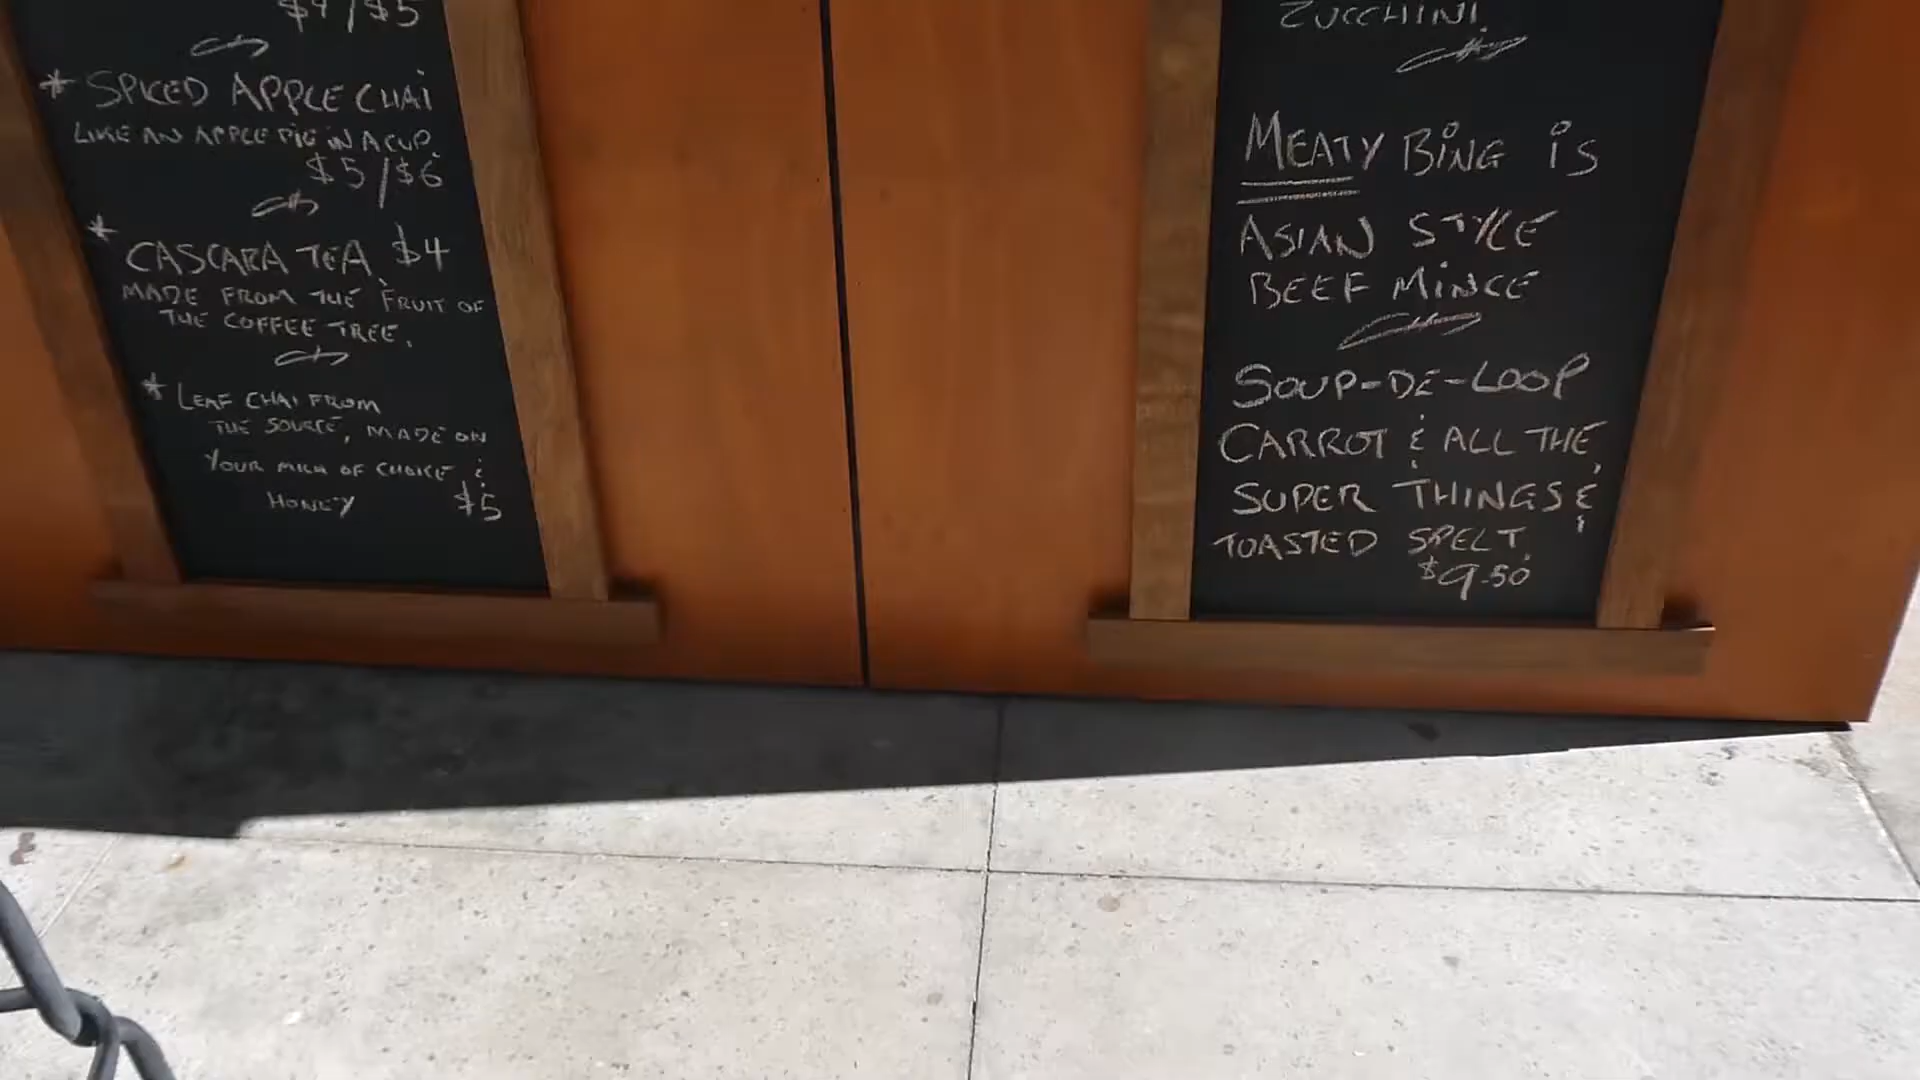 $4/$5
* SPICED APPLE CHAI
LIKE AN APPLE PIE IN A CUP.
$5/$6
* CASCARA TEA $4
MADE FROM THE FRUIT OF
THE COFFEE TREE.
* LEAF CHAI FROM
THE SOURCE, MADE ON
YOUR MILK OF CHOICE &
HONEY $5
ZUCCHINI.
MEATY BING IS
ASIAN STYLE
BEEF MINCE
SOUP-DE-LOOP
CARROT & ALL THE
SUPER THINGS &
TOASTED SPELT.
$9.50